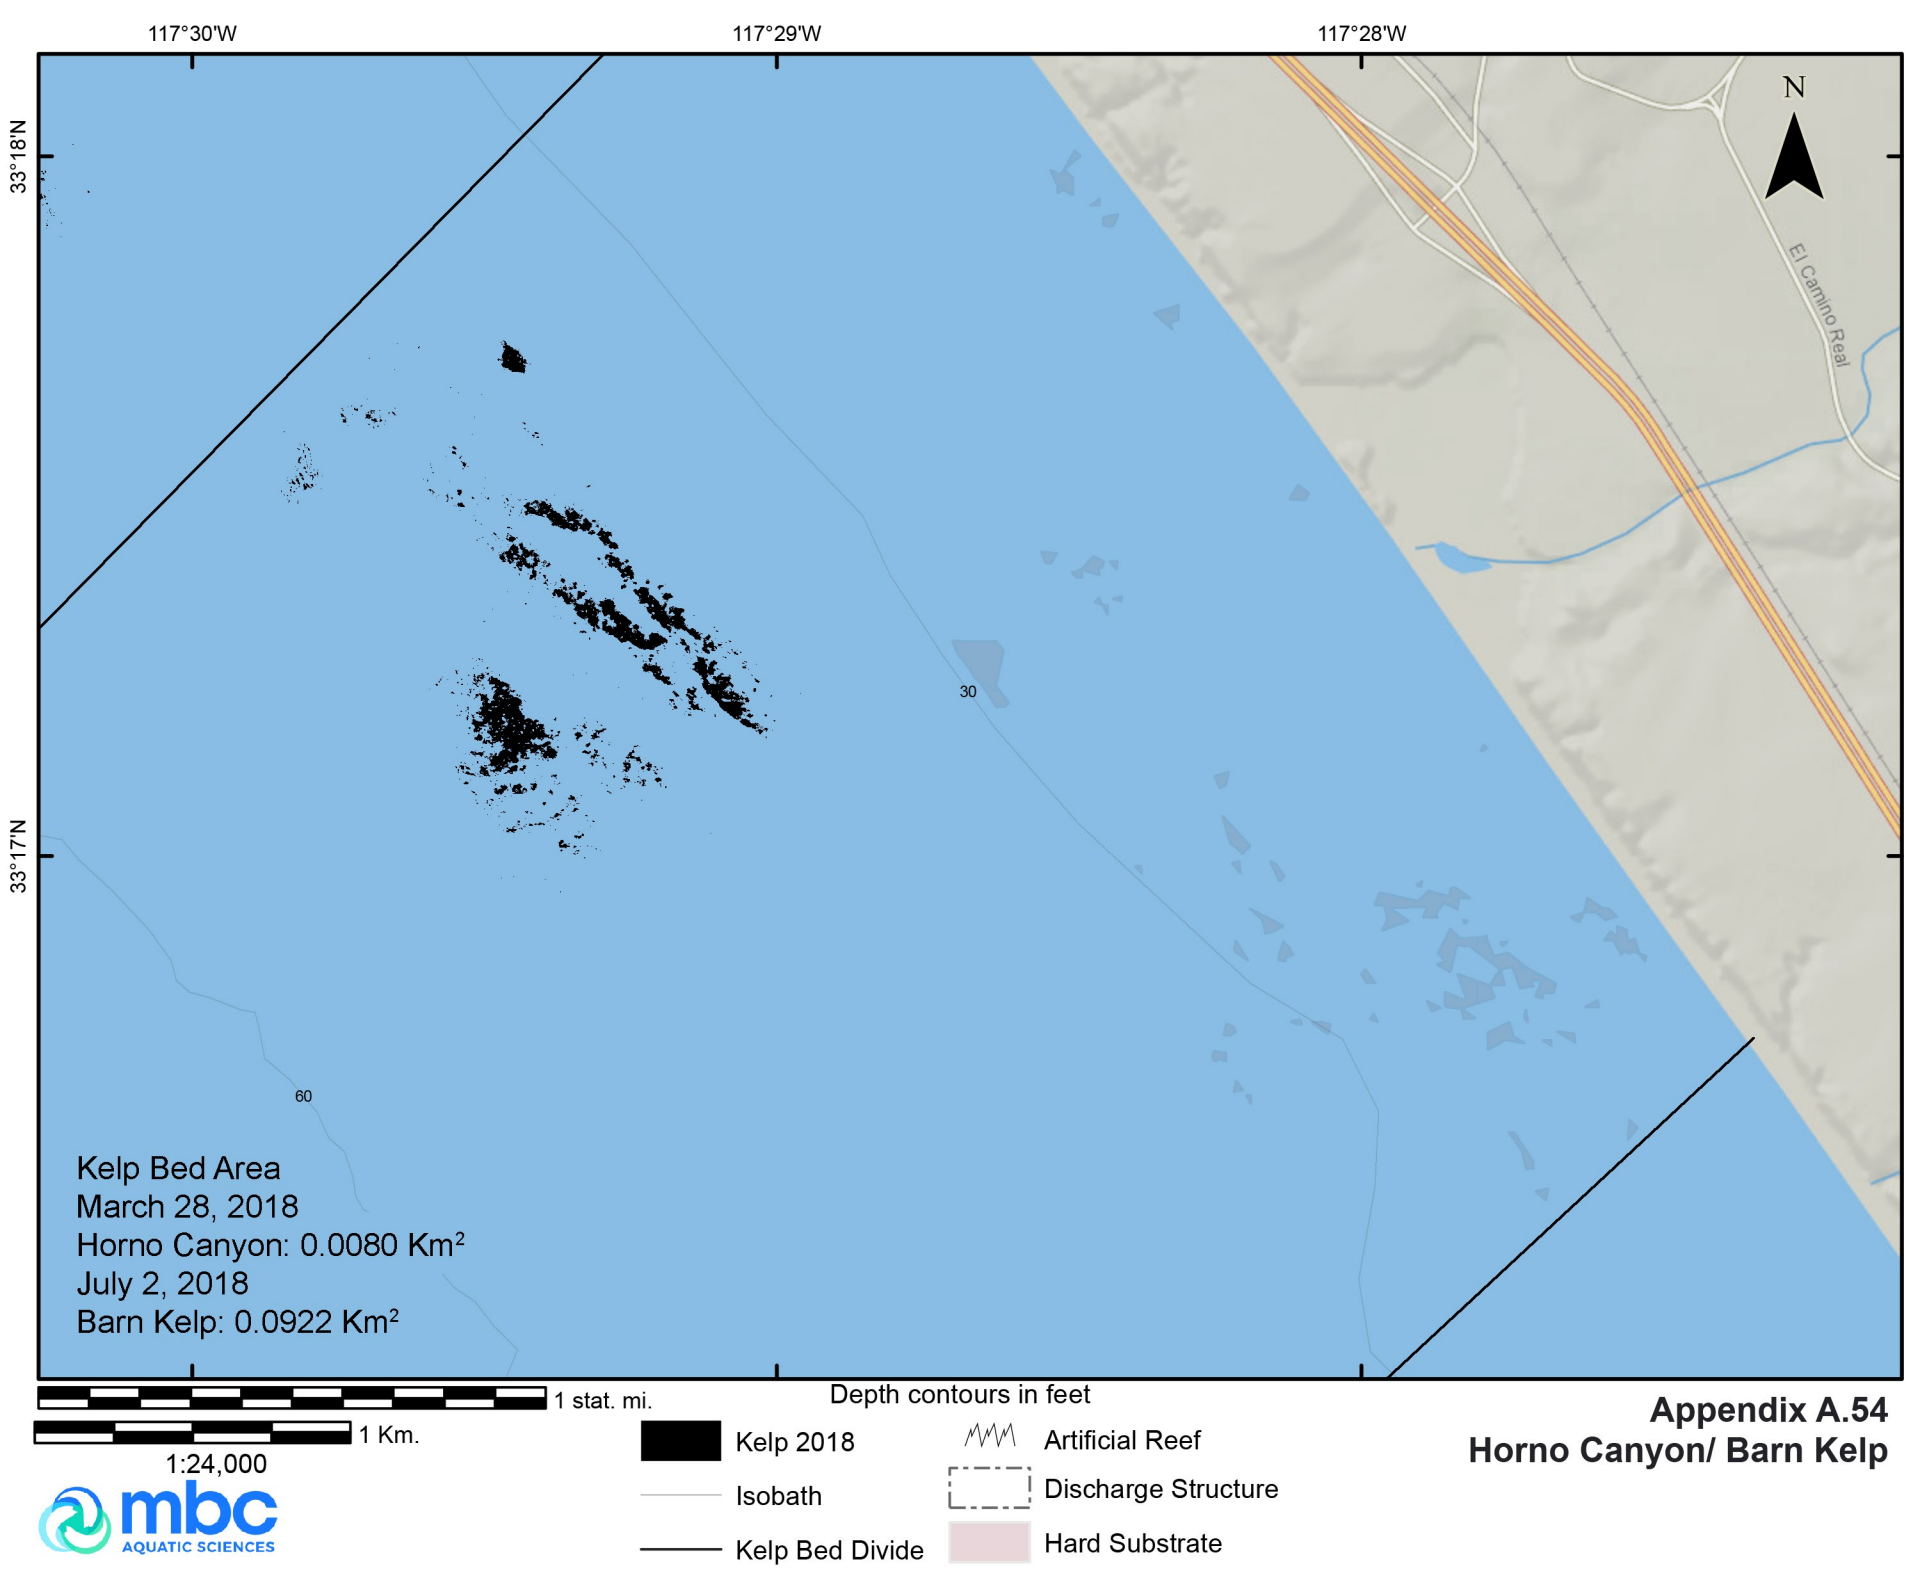 117°30'W
117°29'W
117°28'W
33°18'N
N
El Camino Real
30
33°17'N
60
Kelp Bed Area
March 28, 2018
Horno Canyon: 0.0080 Km²
July 2, 2018
Barn Kelp: 0.0922 Km²
1 stat. mi.
1 Km.
1:24,000
mbc
AQUATIC SCIENCES
Depth contours in feet
Kelp 2018
Isobath
Kelp Bed Divide
Artificial Reef
Discharge Structure
Hard Substrate
Appendix A.54
Horno Canyon/ Barn Kelp